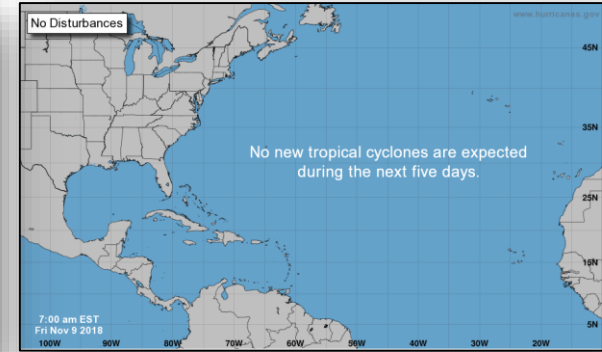 No Disturbances
www.hurricanes.gov
45N
35N
No new tropical cyclones are expected
during the next five days.
25N
15N
7:00 am EST
Fri Nov 9 2018
5N
100W 90W 80W 70W 60W 50W 40W 30W 20W